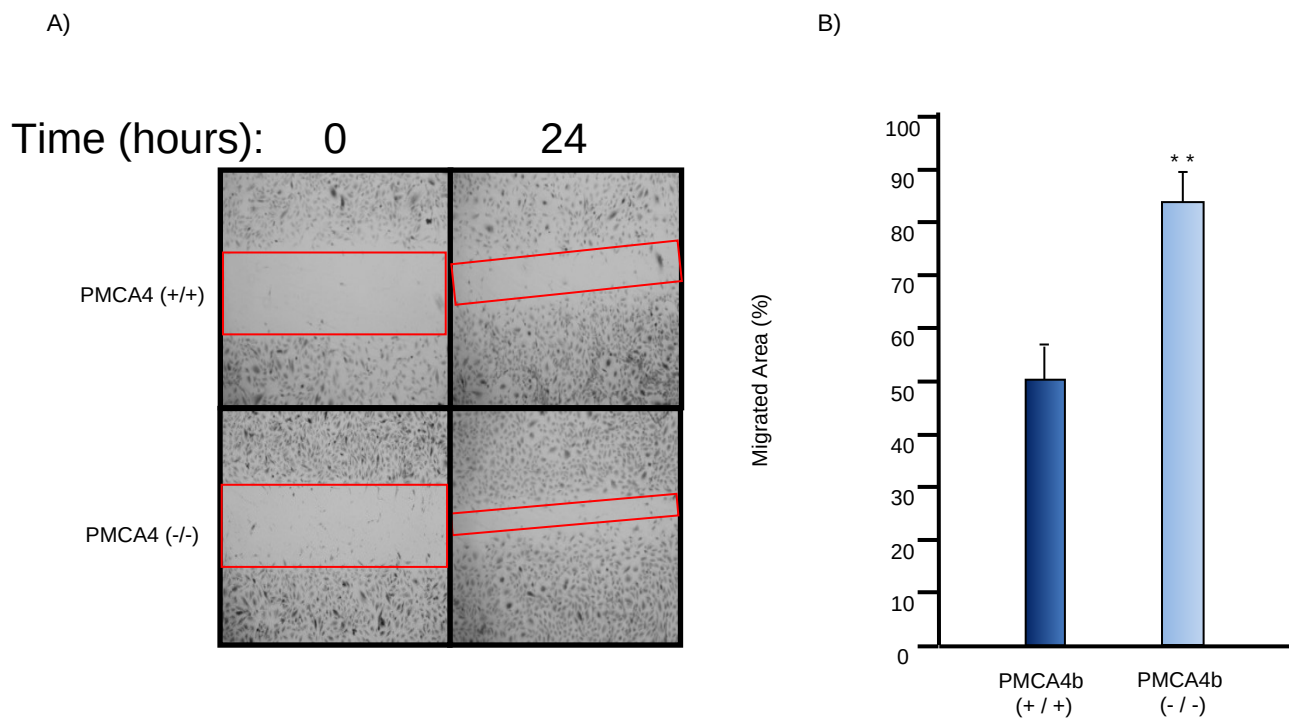 A)
B)
Time (hours): 0 24
PMCA4 (+/+)
PMCA4 (-/-)
Migrated Area (%)
100
90
80
70
60
50
40
30
20
10
0
* *
PMCA4b
(+ / +)
PMCA4b
(- / -)